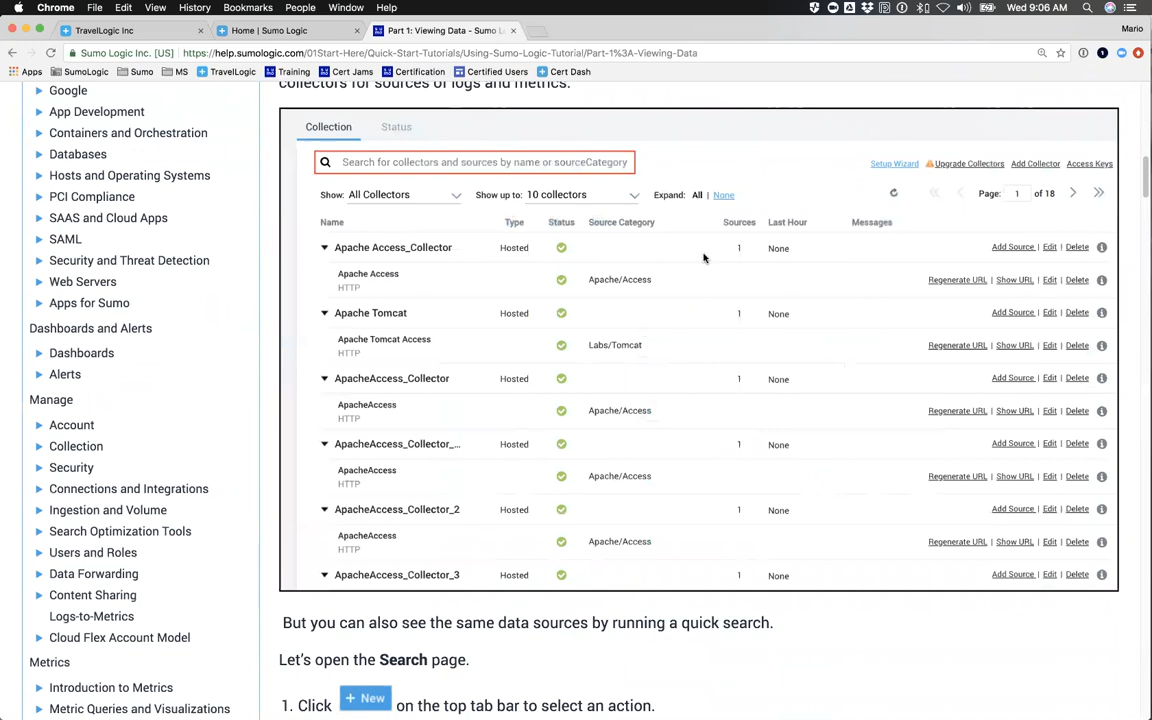 Chrome File Edit View History Bookmarks People Window Help Wed 9:06 AM
TravelLogic Inc × Home | Sumo Logic × Part 1: Viewing Data - Sumo L × Mario
Sumo Logic Inc. [US] | https://help.sumologic.com/01Start-Here/Quick-Start-Tutorials/Using-Sumo-Logic-Tutorial/Part-1%3A-Viewing-Data
Apps SumoLogic Sumo MS TravelLogic Training Cert Jams Certification Certified Users Cert Dash
Google
App Development
Containers and Orchestration
Databases
Hosts and Operating Systems
PCI Compliance
SAAS and Cloud Apps
SAML
Security and Threat Detection
Web Servers
Apps for Sumo
Dashboards and Alerts
Dashboards
Alerts
Manage
Account
Collection
Security
Connections and Integrations
Ingestion and Volume
Search Optimization Tools
Users and Roles
Data Forwarding
Content Sharing
Logs-to-Metrics
Cloud Flex Account Model
Metrics
Introduction to Metrics
Metric Queries and Visualizations
collectors for sources of logs and metrics.
Collection Status
Search for collectors and sources by name or sourceCategory
Setup Wizard Upgrade Collectors Add Collector Access Keys
Show: All Collectors Show up to: 10 collectors Expand: All | None Page: 1 of 18
Name Type Status Source Category Sources Last Hour Messages
Apache Access_Collector Hosted 1 None Add Source | Edit | Delete
Apache Access Apache/Access Regenerate URL | Show URL | Edit | Delete
HTTP
Apache Tomcat Hosted 1 None Add Source | Edit | Delete
Apache Tomcat Access Labs/Tomcat Regenerate URL | Show URL | Edit | Delete
HTTP
ApacheAccess_Collector Hosted 1 None Add Source | Edit | Delete
ApacheAccess Apache/Access Regenerate URL | Show URL | Edit | Delete
HTTP
ApacheAccess_Collector_... Hosted 1 None Add Source | Edit | Delete
ApacheAccess Apache/Access Regenerate URL | Show URL | Edit | Delete
HTTP
ApacheAccess_Collector_2 Hosted 1 None Add Source | Edit | Delete
ApacheAccess Apache/Access Regenerate URL | Show URL | Edit | Delete
HTTP
ApacheAccess_Collector_3 Hosted 1 None Add Source | Edit | Delete
But you can also see the same data sources by running a quick search.
Let's open the Search page.
1. Click + New on the top tab bar to select an action.